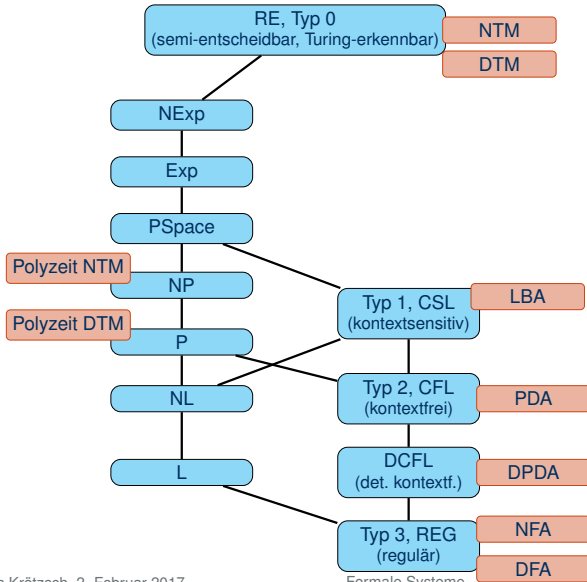 RE, Typ 0
(semi-entscheidbar, Turing-erkennbar)
NTM
DTM
NExp
Exp
PSpace
Polyzeit NTM
NP
Typ 1, CSL
(kontextsensitiv)
LBA
Polyzeit DTM
P
NL
Typ 2, CFL
(kontextfrei)
PDA
L
DCFL
(det. kontextf.)
DPDA
Typ 3, REG
(regulär)
NFA
DFA
Krötzsch, 2. Februar 2017
Formale Systeme